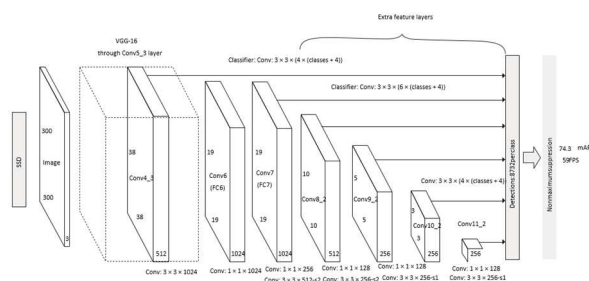 Extra feature layers
VGG-16
through Conv5_3 layer
Classifier: Conv: 3 × 3 × (4 × (classes + 4))
Classifier: Conv: 3 × 3 × (6 × (classes + 4))
SSD
300
Image
300
3
38
Conv4_3
38
512
19
Conv6
(FC6)
19
1024
19
Conv7
(FC7)
19
1024
10
Conv8_2
10
512
5
Conv9_2
5
256
Conv: 3 × 3 × (4 × (classes + 4))
3
Conv10_2
3
256
Conv11_2
256
Detections:8732perclass
Nonmaximumsuppression
74.3 mAP
59FPS
Conv: 3 × 3 × 1024
Conv: 1 × 1 × 1024
Conv: 1 × 1 × 256
Conv: 3 × 3 × 512-s2
Conv: 1 × 1 × 128
Conv: 3 × 3 × 256-s2
Conv: 1 × 1 × 128
Conv: 3 × 3 × 256-s1
Conv: 1 × 1 × 128
Conv: 3 × 3 × 256-s1